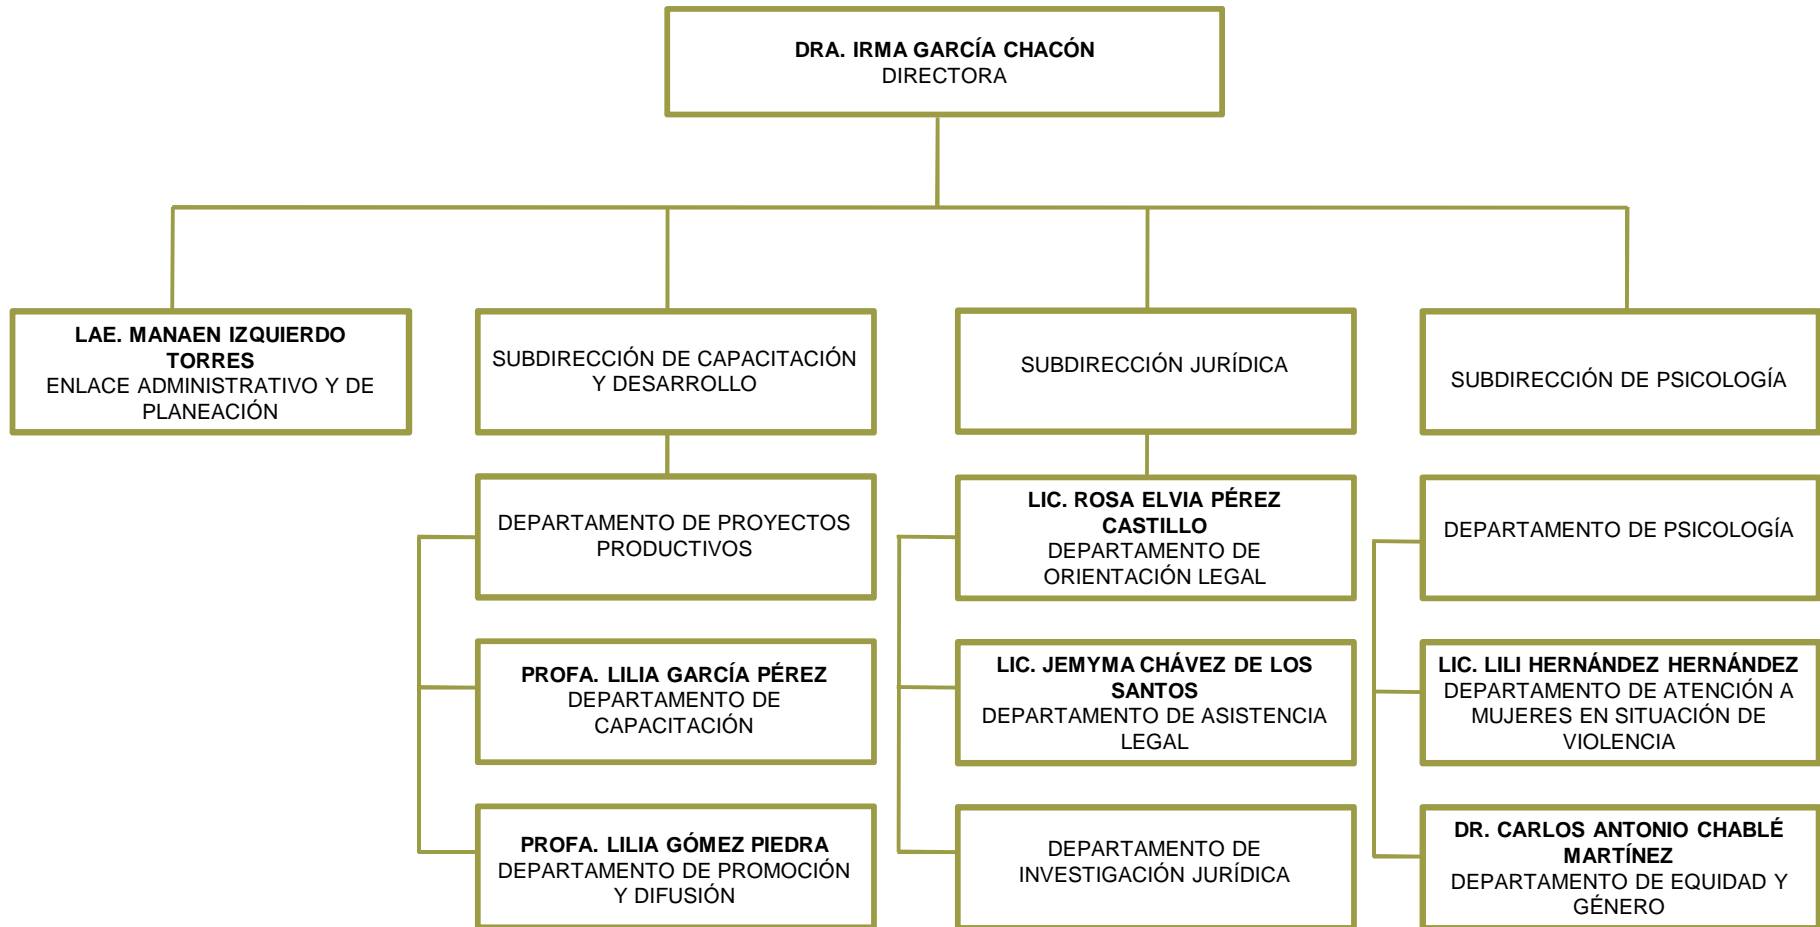 DRA. IRMA GARCÍA CHACÓN
DIRECTORA
LAE. MANAEN IZQUIERDO
TORRES
ENLACE ADMINISTRATIVO Y DE
PLANEACIÓN
SUBDIRECCIÓN DE CAPACITACIÓN
Y DESARROLLO
SUBDIRECCIÓN JURÍDICA
SUBDIRECCIÓN DE PSICOLOGÍA
DEPARTAMENTO DE PROYECTOS
PRODUCTIVOS
LIC. ROSA ELVIA PÉREZ
CASTILLO
DEPARTAMENTO DE
ORIENTACIÓN LEGAL
DEPARTAMENTO DE PSICOLOGÍA
PROFA. LILIA GARCÍA PÉREZ
DEPARTAMENTO DE
CAPACITACIÓN
LIC. JEMYMA CHÁVEZ DE LOS
SANTOS
DEPARTAMENTO DE ASISTENCIA
LEGAL
LIC. LILI HERNÁNDEZ HERNÁNDEZ
DEPARTAMENTO DE ATENCIÓN A
MUJERES EN SITUACIÓN DE
VIOLENCIA
PROFA. LILIA GÓMEZ PIEDRA
DEPARTAMENTO DE PROMOCIÓN
Y DIFUSIÓN
DEPARTAMENTO DE
INVESTIGACIÓN JURÍDICA
DR. CARLOS ANTONIO CHABLÉ
MARTÍNEZ
DEPARTAMENTO DE EQUIDAD Y
GÉNERO